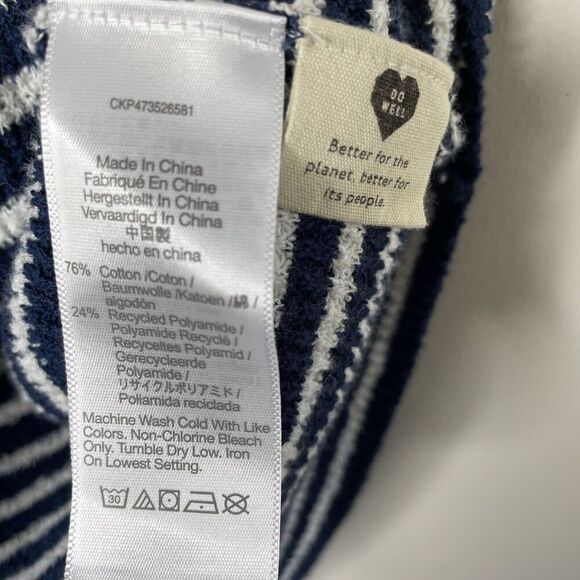 CKP473526581
Made In China
Fabriqué En Chine
Hergestellt In China
Vervaardigd In China
中国製
hecho en china
76% Cotton /Coton /
Baumwolle /Katoen /綿 /
algodón
24% Recycled Polyamide /
Polyamide Recyclé /
Recyceltes Polyamid /
Gerecycleerde
Polyamide /
リサイクルポリアミド /
Poliamida reciclada
Machine Wash Cold With Like
Colors. Non-Chlorine Bleach
Only. Tumble Dry Low. Iron
On Lowest Setting.
30
DO
WELL
Better for the
planet, better for
its people.